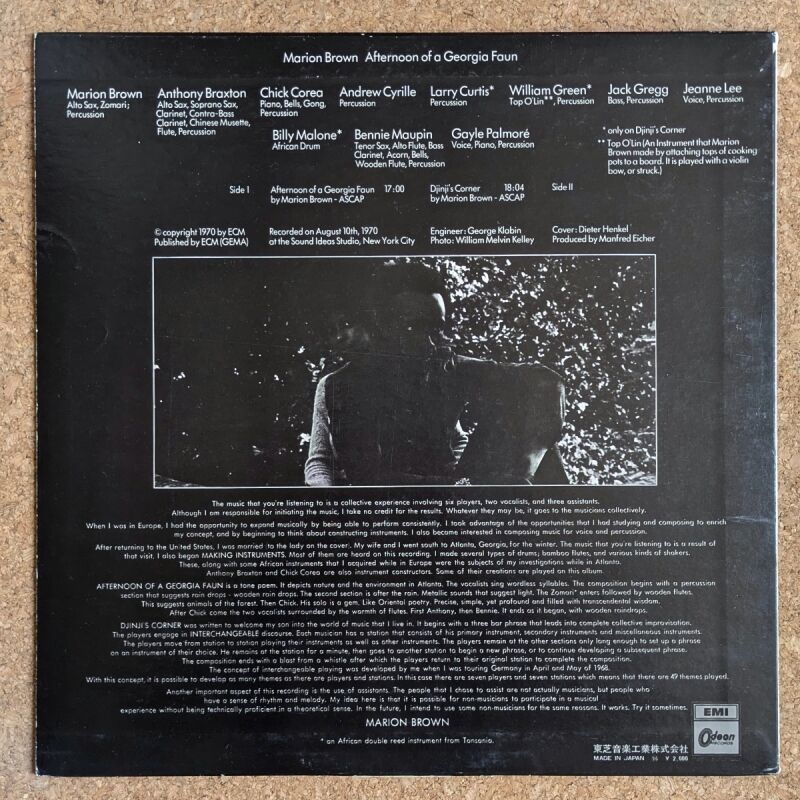 Marion Brown Afternoon of a Georgia Faun
Marion Brown Anthony Braxton Chick Corea Andrew Cyrille Larry Curtis* William Green* Jack Gregg Jeanne Lee
Alto Sax, Zomari; Percussion
Alto Sax, Soprano Sax, Clarinet, Contra-Bass Clarinet, Chinese Musette, Flute, Percussion
Piano, Bells, Gong, Percussion
Percussion
Percussion
Top O'Lin**, Percussion
Bass, Percussion
Voice, Percussion
Billy Malone* Bennie Maupin Gayle Palmoré
African Drum
Tenor Sax, Alto Flute, Bass Clarinet, Acorn, Bells, Wooden Flute, Percussion
Voice, Piano, Percussion
* only on Djinji's Corner
** Top O'Lin (An Instrument that Marion
Brown made by attaching tops of cooking
pots to a board. It is played with a violin
bow, or struck.)
Side I Afternoon of a Georgia Faun 17:00 Djinji's Corner 18:04 Side II
by Marion Brown - ASCAP by Marion Brown - ASCAP
© copyright 1970 by ECM Recorded on August 10th, 1970 Engineer: George Klabin Cover: Dieter Henkel
Published by ECM (GEMA) at the Sound Ideas Studio, New York City Photo: William Melvin Kelley Produced by Manfred Eicher
The music that you're listening to is a collective experience involving six players, two vocalists, and three assistants.
Although I am responsible for initiating the music, I take no credit for the results. Whatever they may be, it goes to the musicians collectively.
When I was in Europe, I had the opportunity to expand musically by being able to perform consistently. I took advantage of the opportunities that I had studying and composing to enrich
my concept, and by beginning to think about constructing instruments. I also became interested in composing music for voice and percussion.
After returning to the United States, I was married to the lady on the cover). My wife and I went south to Atlanta, Georgia, for the winter. The music that you're listening to is a result of
that visit. I also began MAKING INSTRUMENTS. Most of them are heard on this recording. I made several types of drums; bamboo flutes, and various kinds of shakers.
These, along with some African instruments that I acquired while in Europe were the subjects of my investigations while in Atlanta.
Anthony Braxton and Chick Corea are also instrument constructors. Some of their creations are played on this album.
AFTERNOON OF A GEORGIA FAUN is a tone poem. It depicts nature and the environment in Atlanta. The vocalists sing wordless syllables. The composition begins with a percussion
section that suggests rain drops - wooden rain drops. The second section is after the rain. Metallic sounds that suggest light. The Zomari* enters followed by wooden flutes.
This suggests animals of the forest. Then Chick. His solo is a gem. Like Oriental poetry. Precise, simple, yet profound and filled with transcendental wisdom.
After Chick come the two vocalists surrounded by the warmth of Flutes. First Anthony, then Bennie. It ends as it began, with wooden raindrops.
DJINJI'S CORNER was written to welcome my son into the world of music that I live in. It begins with a three bar phrase that leads into complete collective improvisation.
The players engage in INTERCHANGEABLE discourse. Each musician has a station that consists of his primary instrument, secondary instruments and miscellaneous instruments.
The players move from station to station playing their instruments as well as other instruments. The players remain at the other sections only long enough to set up a phrase
on an instrument of their choice. He remains at the station for a minute, then goes to another station to begin a new phrase, or to continue developing a subsequent phrase.
The composition ends with a blast from a whistle after which the players return to their original station to complete the composition.
The concept of interchangeable playing was developed by me when I was touring Germany in April and May of 1968.
With this concept, it is possible to develop as many themes as there are players and stations. In this case there are seven players and seven stations which means that there are 49 themes played.
Another important aspect of this recording is the use of assistants. The people that I chose to assist are not actually musicians, but people who
have a sense of rhythm and melody. My idea here is that it is possible for non-musicians to participate in a musical
experience without being technically proficient in a theoretical sense. In the future, I intend to use some non-musicians for the same reasons. It works. Try it sometimes.
MARION BROWN
* an African double reed instrument from Tansania.
EMI
Odeon
RECORDS
東芝音楽工業株式会社
MADE IN JAPAN ¥ 2,000